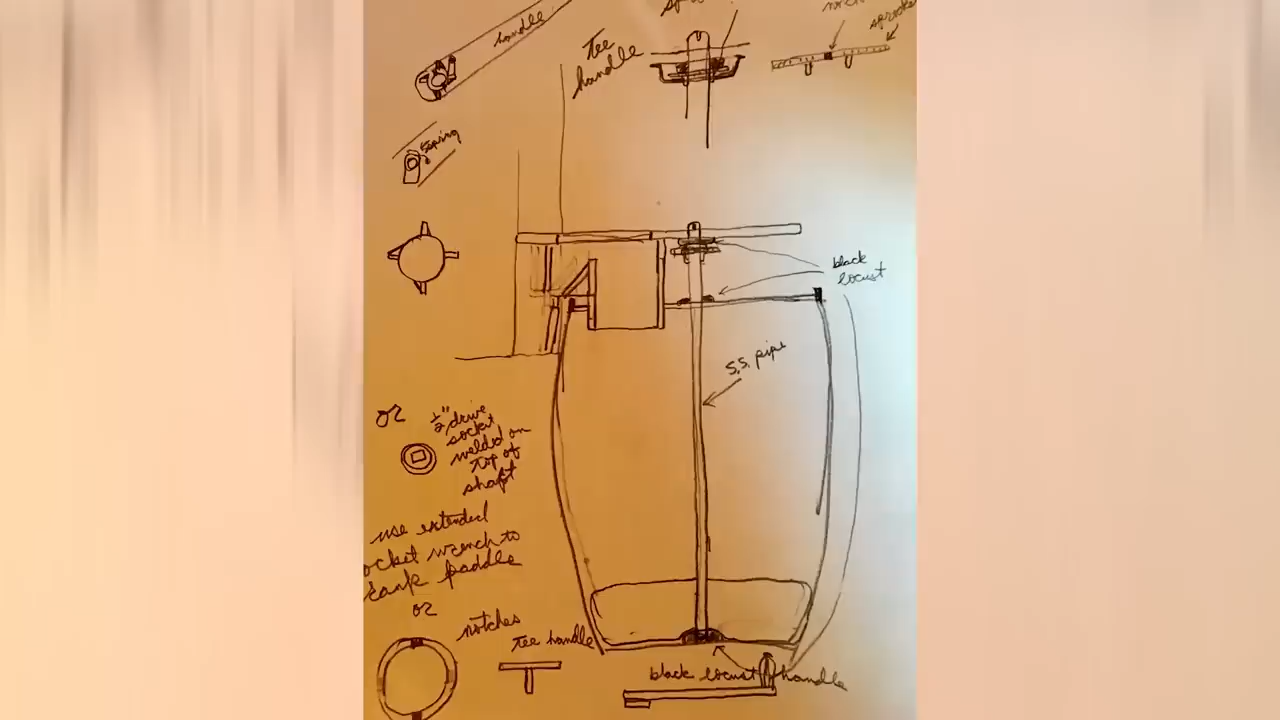 handle
tee
handle
spring
black
locust
S.S. pipe
or
1/2" drive
socket
welded on
top of
shaft
use extended
ocket wrench to
crank paddle
or
notches
tee handle
black locust
handle